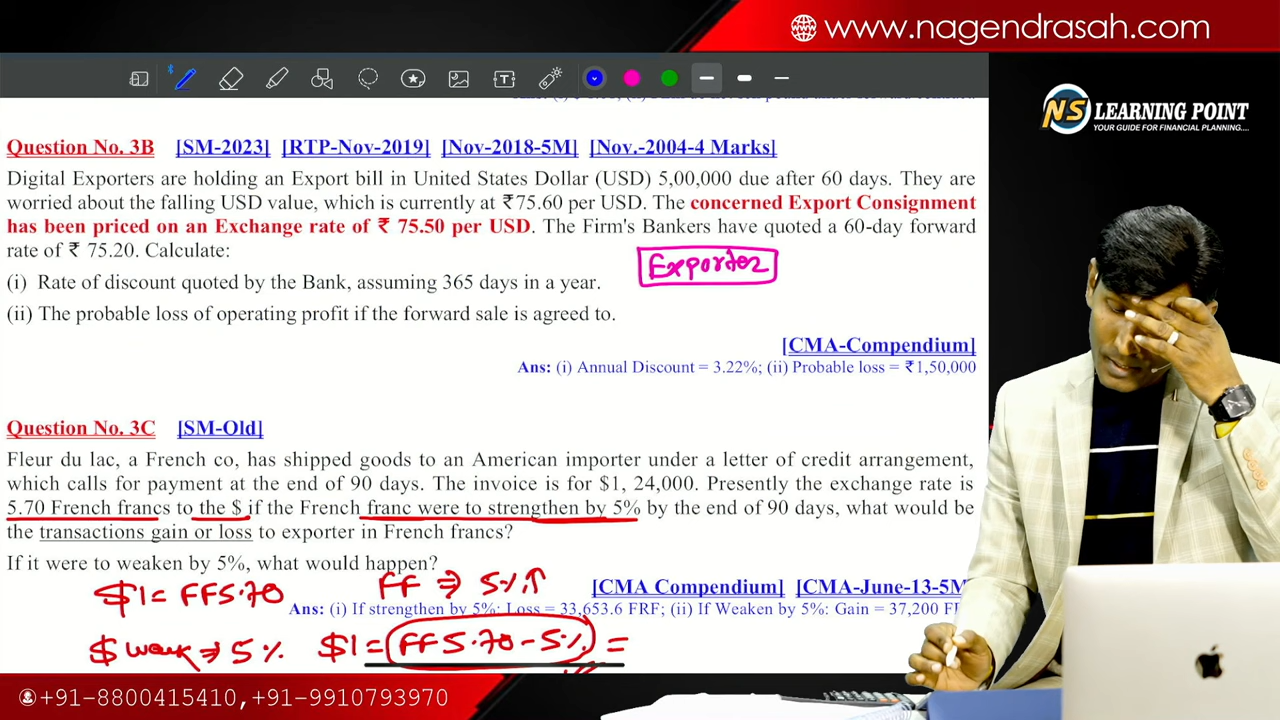 www.nagendrasah.com
NS LEARNING POINT
YOUR GUIDE FOR FINANCIAL PLANNING....
Question No. 3B [SM-2023] [RTP-Nov-2019] [Nov-2018-5M] [Nov.-2004-4 Marks]
Digital Exporters are holding an Export bill in United States Dollar (USD) 5,00,000 due after 60 days. They are
worried about the falling USD value, which is currently at ₹75.60 per USD. The concerned Export Consignment
has been priced on an Exchange rate of ₹ 75.50 per USD. The Firm's Bankers have quoted a 60-day forward
rate of ₹ 75.20. Calculate:
Exporter
(i) Rate of discount quoted by the Bank, assuming 365 days in a year.
(ii) The probable loss of operating profit if the forward sale is agreed to.
[CMA-Compendium]
Ans: (i) Annual Discount = 3.22%; (ii) Probable loss = ₹1,50,000
Question No. 3C [SM-Old]
Fleur du lac, a French co, has shipped goods to an American importer under a letter of credit arrangement,
which calls for payment at the end of 90 days. The invoice is for $1, 24,000. Presently the exchange rate is
5.70 French francs to the $ if the French franc were to strengthen by 5% by the end of 90 days, what would be
the transactions gain or loss to exporter in French francs?
If it were to weaken by 5%, what would happen?
$1 = FF5.70 FF ⇒ 5%↑ [CMA Compendium] [CMA-June-13-5M
Ans: (i) If strengthen by 5%: Loss = 33,653.6 FRF; (ii) If Weaken by 5%: Gain = 37,200
$ weak ⇒ 5% $1 = FF 5.70 - 5% =
+91-8800415410,+91-9910793970